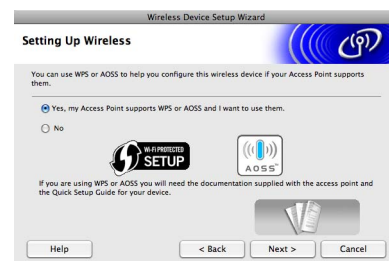 Wireless Device Setup Wizard
Setting Up Wireless
You can use WPS or AOSS to help you configure this wireless device if your Access Point supports
them.
Yes, my Access Point supports WPS or AOSS and I want to use them.
No
Wi-Fi PROTECTED
SETUP
AOSS™
If you are using WPS or AOSS you will need the documentation supplied with the access point and
the Quick Setup Guide for your device.
Help
< Back
Next >
Cancel